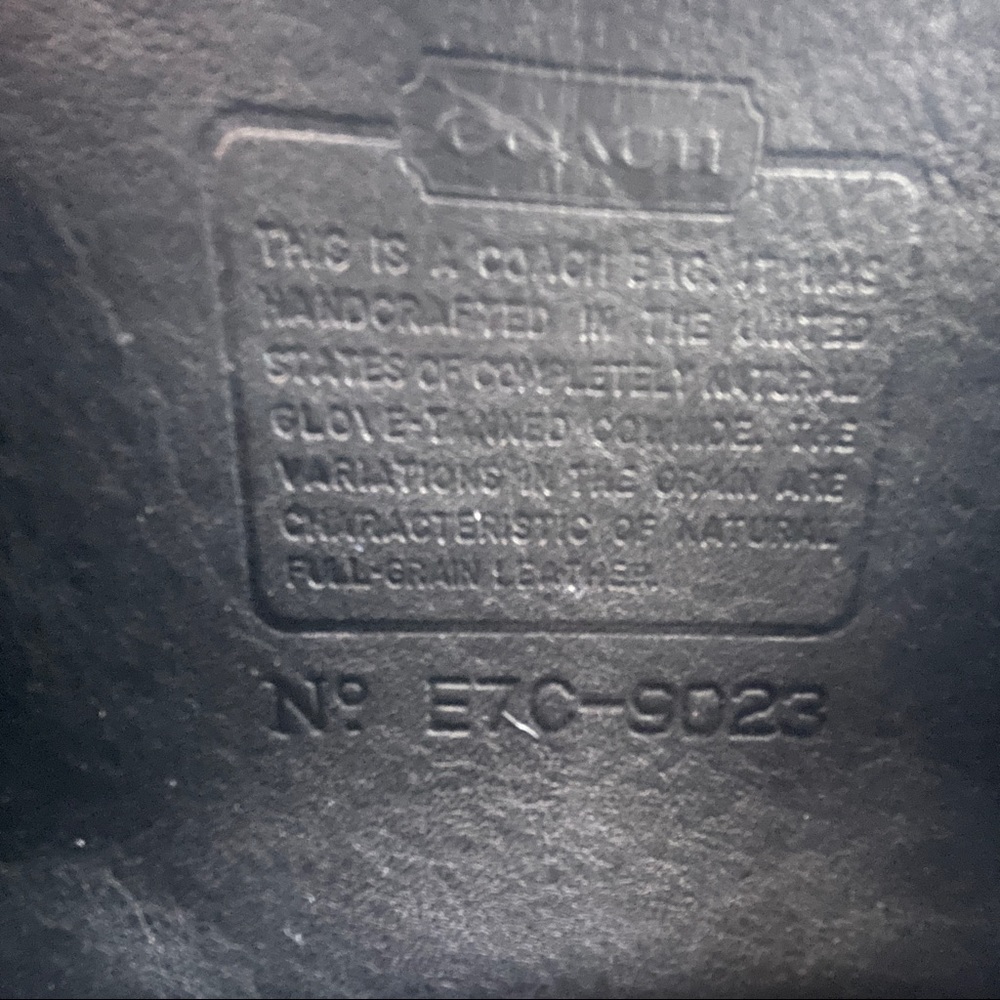 COACH
THIS IS A COACH BAG. IT WAS
HANDCRAFTED IN THE UNITED
STATES OF COMPLETELY NATURAL
GLOVE-TANNED COWHIDE. THE
VARIATIONS IN THE GRAIN ARE
CHARACTERISTIC OF NATURAL
FULL-GRAIN LEATHER.
Nº E7C-9023